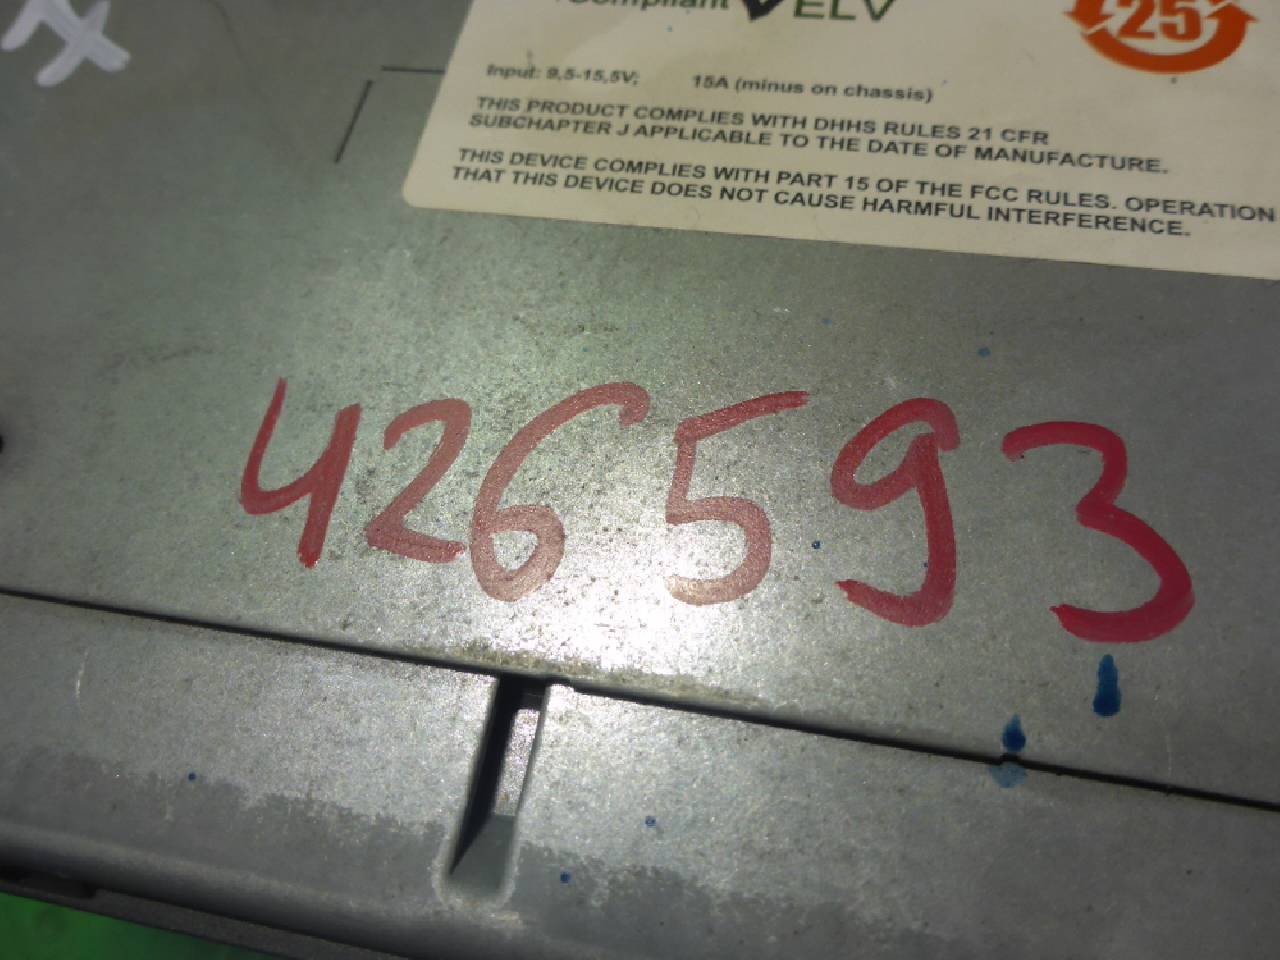 Compliant ELV
25
Input: 9,5-15,5V; 15A (minus on chassis)
THIS PRODUCT COMPLIES WITH DHHS RULES 21 CFR
SUBCHAPTER J APPLICABLE TO THE DATE OF MANUFACTURE.
THIS DEVICE COMPLIES WITH PART 15 OF THE FCC RULES. OPERATION
THAT THIS DEVICE DOES NOT CAUSE HARMFUL INTERFERENCE.
426593